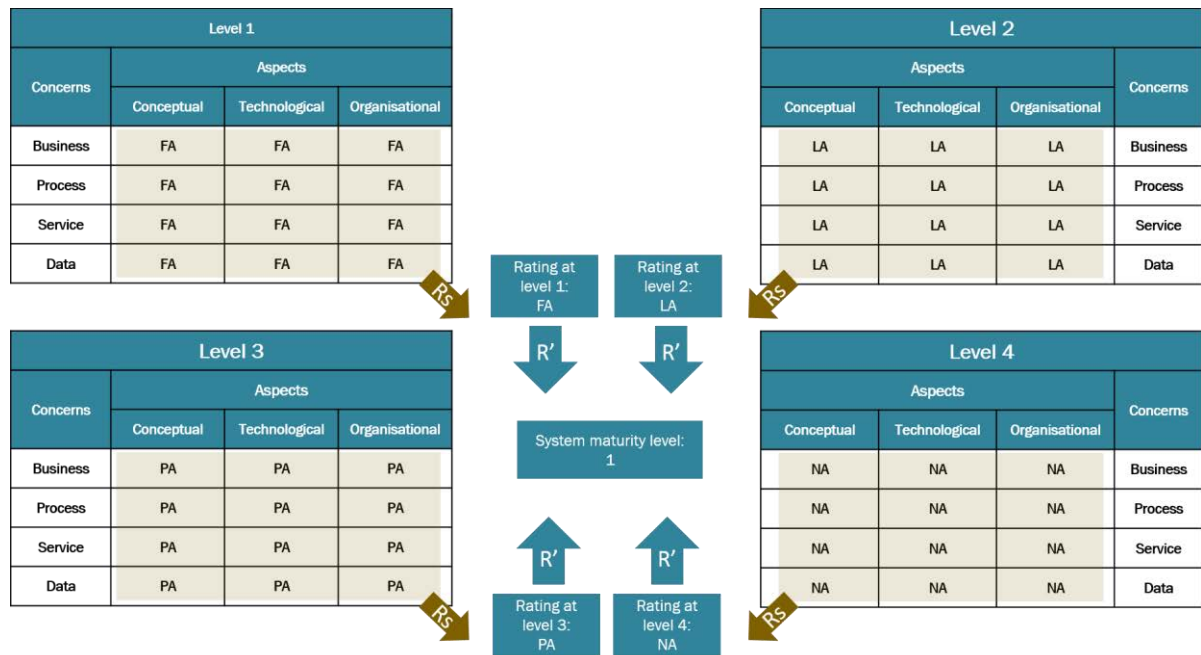 Level 1
Concerns
Aspects
Conceptual Technological Organisational
Business FA FA FA
Process FA FA FA
Service FA FA FA
Data FA FA FA
Rs
Level 2
Aspects
Concerns
Conceptual Technological Organisational
LA LA LA Business
LA LA LA Process
LA LA LA Service
LA LA LA Data
Rs
Rating at
level 1:
FA
Rating at
level 2:
LA
R'
R'
System maturity level:
1
Level 3
Concerns
Aspects
Conceptual Technological Organisational
Business PA PA PA
Process PA PA PA
Service PA PA PA
Data PA PA PA
Rs
Level 4
Aspects
Concerns
Conceptual Technological Organisational
NA NA NA Business
NA NA NA Process
NA NA NA Service
NA NA NA Data
Rs
R'
R'
Rating at
level 3:
PA
Rating at
level 4:
NA